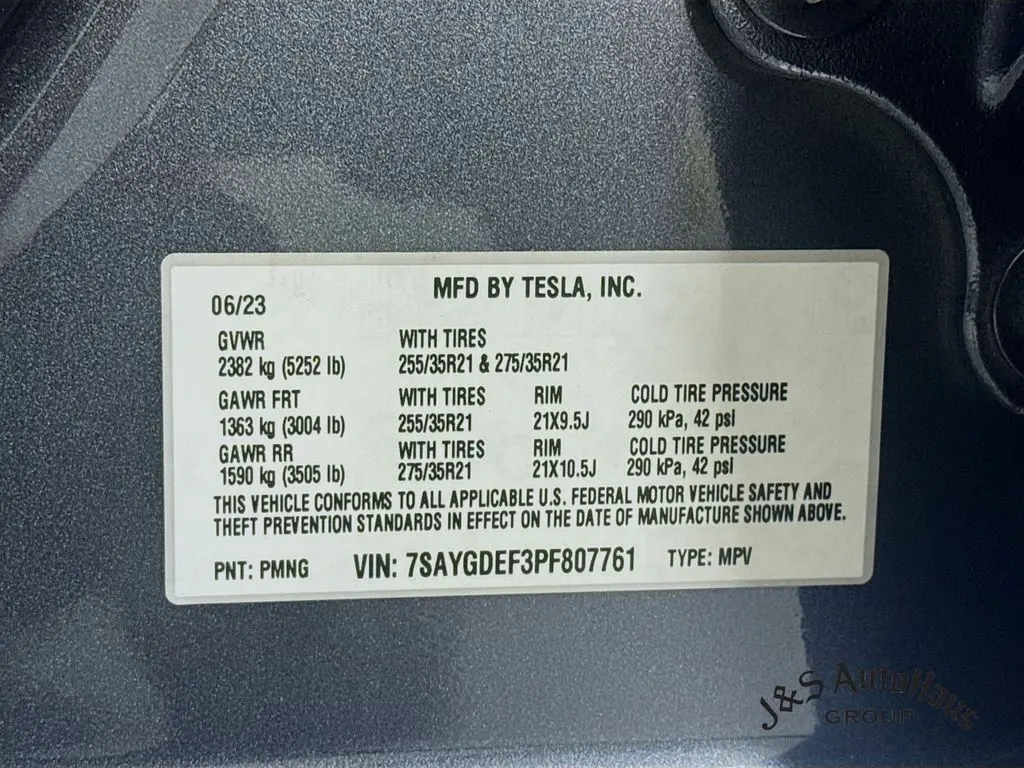 MFD BY TESLA, INC.
06/23
GVWR WITH TIRES
2382 kg (5252 lb) 255/35R21 & 275/35R21
GAWR FRT WITH TIRES RIM COLD TIRE PRESSURE
1363 kg (3004 lb) 255/35R21 21X9.5J 290 kPa, 42 psi
GAWR RR WITH TIRES RIM COLD TIRE PRESSURE
1590 kg (3505 lb) 275/35R21 21X10.5J 290 kPa, 42 psi
THIS VEHICLE CONFORMS TO ALL APPLICABLE U.S. FEDERAL MOTOR VEHICLE SAFETY AND
THEFT PREVENTION STANDARDS IN EFFECT ON THE DATE OF MANUFACTURE SHOWN ABOVE.
PNT: PMNG VIN: 7SAYGDEF3PF807761 TYPE: MPV
J&S AutoHaus
GROUP